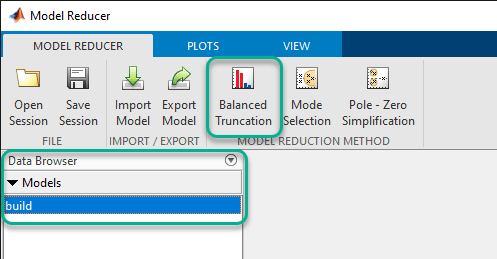 Model Reducer
MODEL REDUCER PLOTS VIEW
Open Save Import Export Balanced Mode Pole - Zero
Session Session Model Model Truncation Selection Simplification
FILE IMPORT / EXPORT MODEL REDUCTION METHOD
Data Browser
Models
build